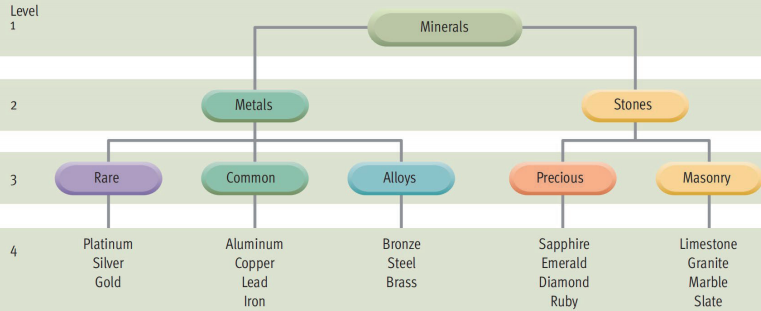 Level
1
Minerals
2
Metals
Stones
3
Rare
Common
Alloys
Precious
Masonry
4
Platinum
Silver
Gold
Aluminum
Copper
Lead
Iron
Bronze
Steel
Brass
Sapphire
Emerald
Diamond
Ruby
Limestone
Granite
Marble
Slate